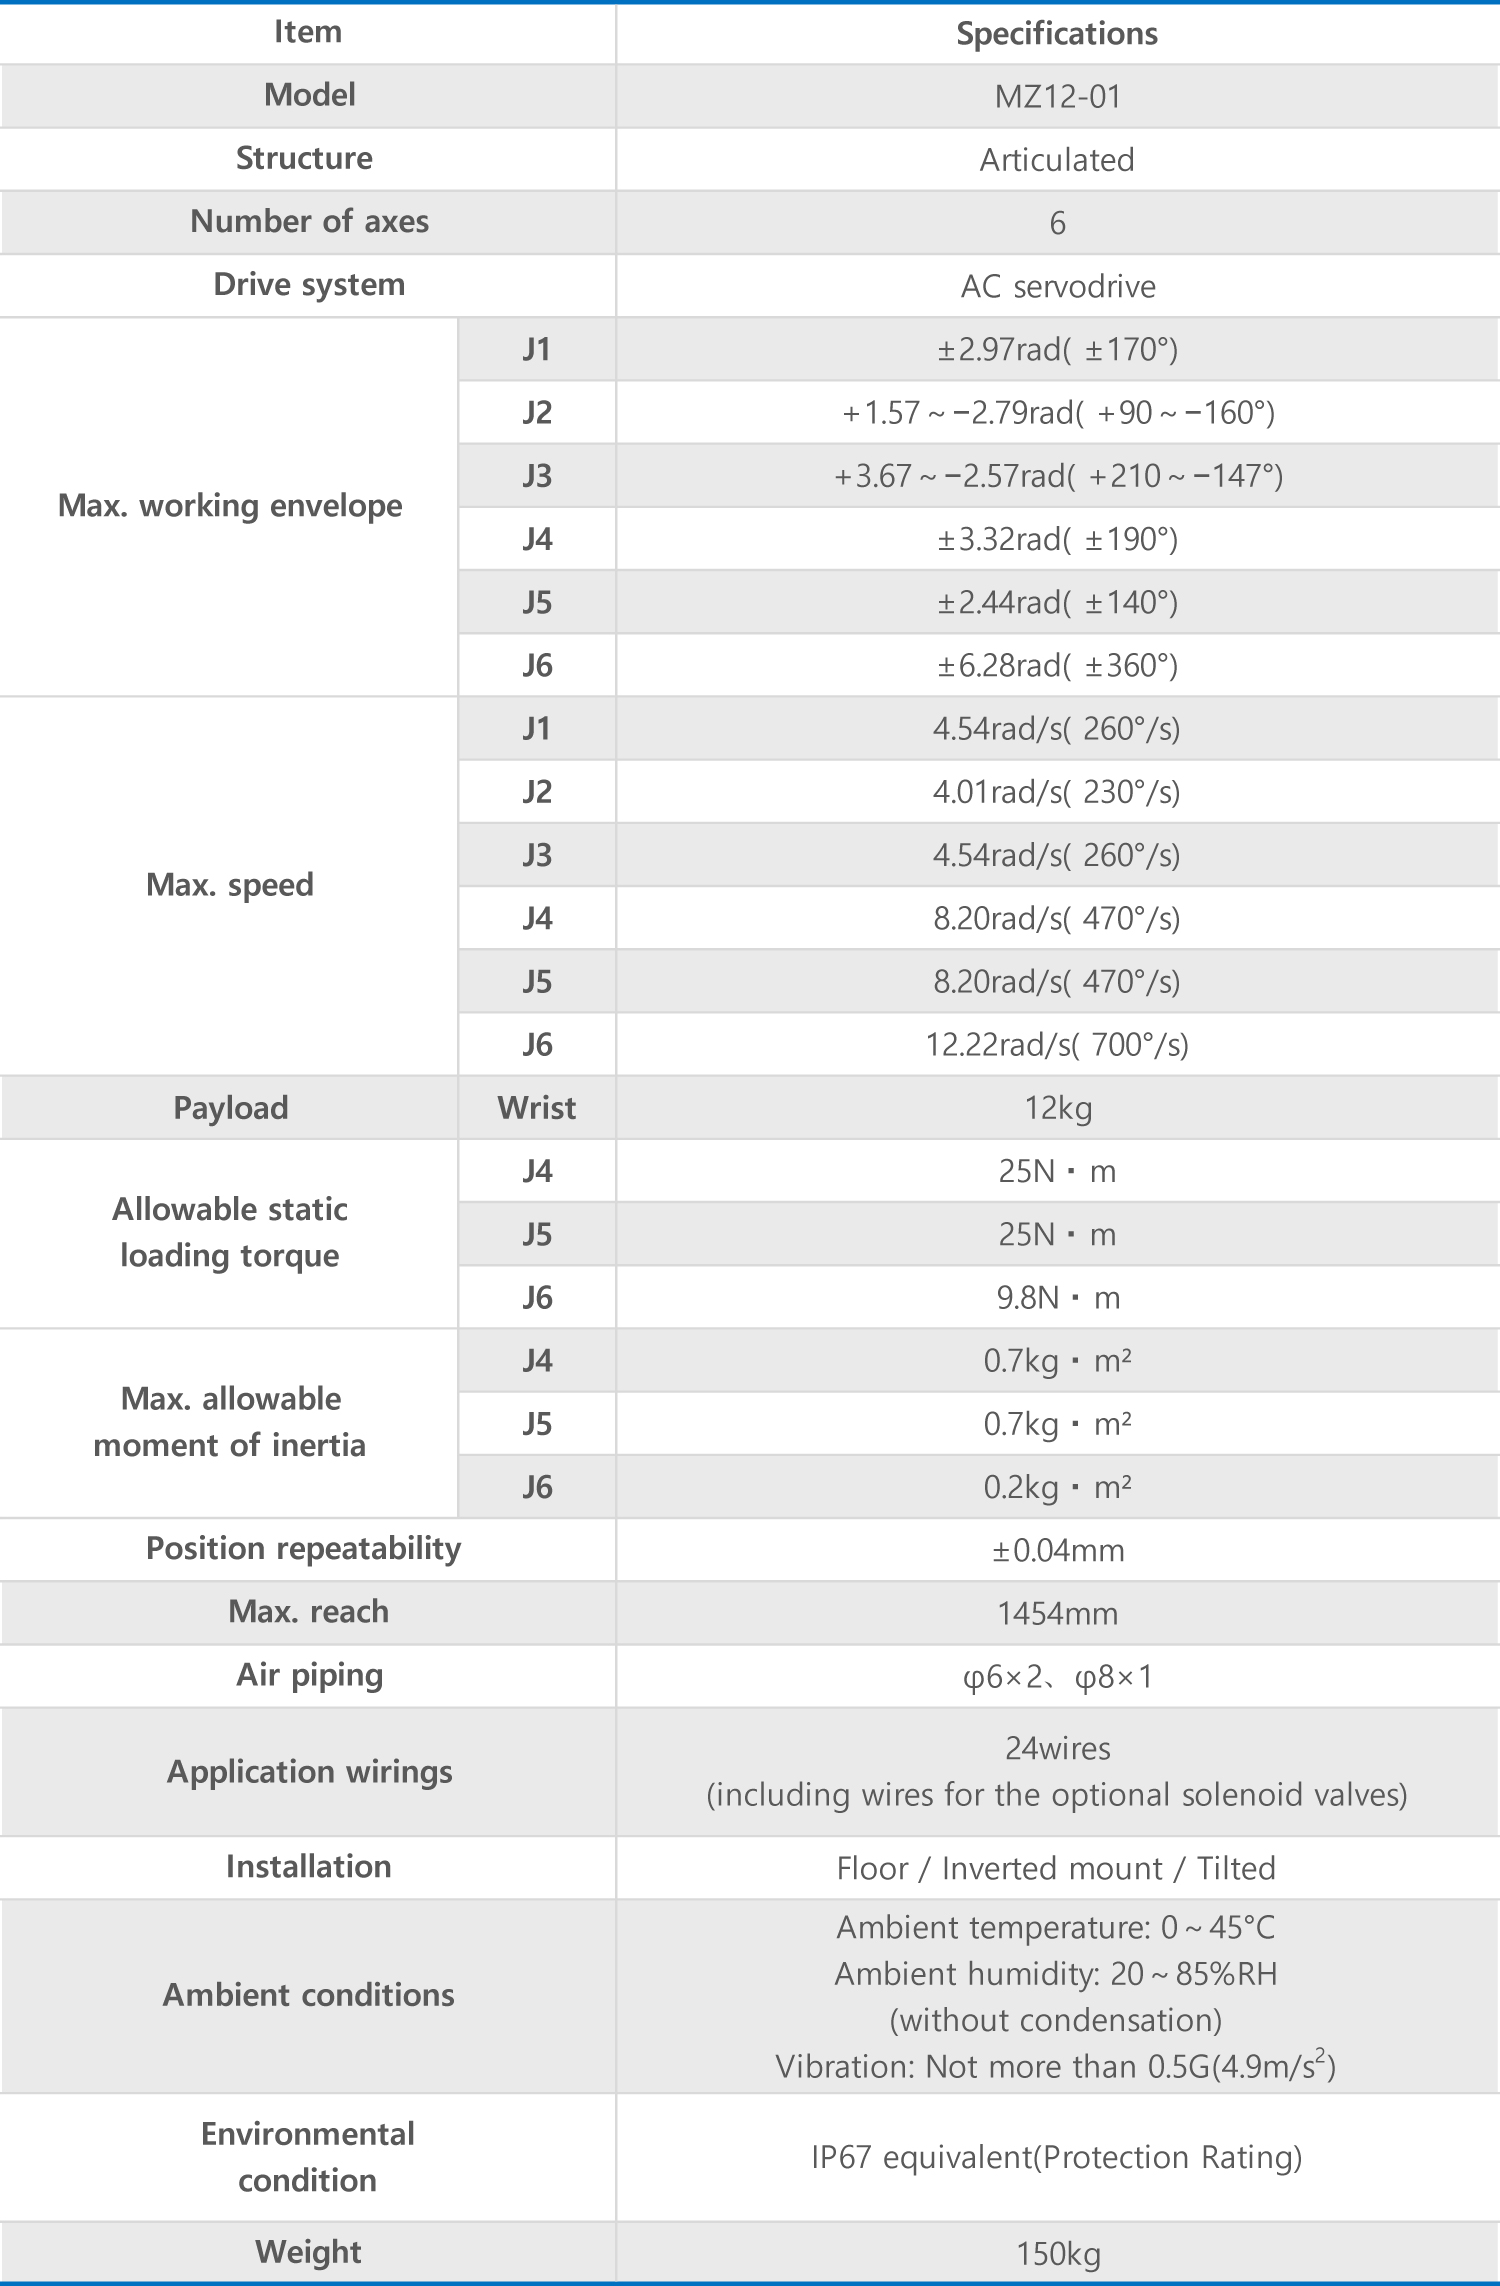 Item Specifications
Model MZ12-01
Structure Articulated
Number of axes 6
Drive system AC servodrive
Max. working envelope
J1 ±2.97rad( ±170°)
J2 +1.57～−2.79rad( +90～−160°)
J3 +3.67～−2.57rad( +210～−147°)
J4 ±3.32rad( ±190°)
J5 ±2.44rad( ±140°)
J6 ±6.28rad( ±360°)
Max. speed
J1 4.54rad/s( 260°/s)
J2 4.01rad/s( 230°/s)
J3 4.54rad/s( 260°/s)
J4 8.20rad/s( 470°/s)
J5 8.20rad/s( 470°/s)
J6 12.22rad/s( 700°/s)
Payload Wrist 12kg
Allowable static
loading torque
J4 25N・m
J5 25N・m
J6 9.8N・m
Max. allowable
moment of inertia
J4 0.7kg・m²
J5 0.7kg・m²
J6 0.2kg・m²
Position repeatability ±0.04mm
Max. reach 1454mm
Air piping φ6×2、φ8×1
Application wirings
24wires
(including wires for the optional solenoid valves)
Installation Floor / Inverted mount / Tilted
Ambient conditions
Ambient temperature: 0～45°C
Ambient humidity: 20～85%RH
(without condensation)
Vibration: Not more than 0.5G(4.9m/s²)
Environmental
condition
IP67 equivalent(Protection Rating)
Weight 150kg